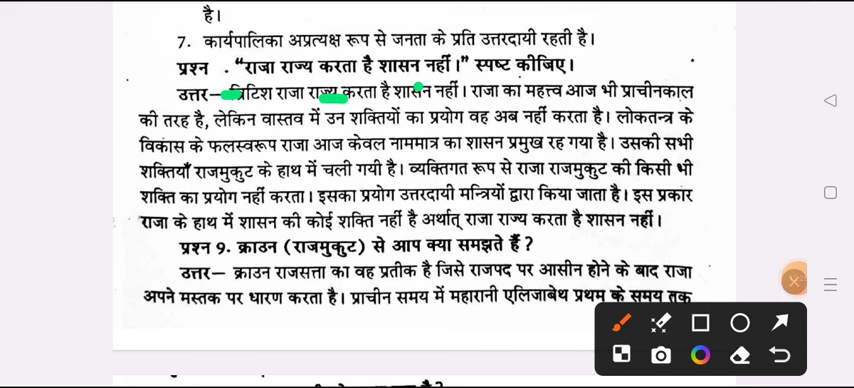 है।
7. कार्यपालिका अप्रत्यक्ष रूप से जनता के प्रति उत्तरदायी रहती है।
प्रश्न . “राजा राज्य करता है शासन नहीं।” स्पष्ट कीजिए।
उत्तर— ब्रिटिश राजा राज्य करता है शासन नहीं। राजा का महत्त्व आज भी प्राचीनकाल
की तरह है, लेकिन वास्तव में उन शक्तियों का प्रयोग वह अब नहीं करता है। लोकतन्त्र के
विकास के फलस्वरूप राजा आज केवल नाममात्र का शासन प्रमुख रह गया है। उसकी सभी
शक्तियाँ राजमुकुट के हाथ में चली गयी है। व्यक्तिगत रूप से राजा राजमुकुट की किसी भी
शक्ति का प्रयोग नहीं करता। इसका प्रयोग उत्तरदायी मन्त्रियों द्वारा किया जाता है। इस प्रकार
राजा के हाथ में शासन की कोई शक्ति नहीं है अर्थात् राजा राज्य करता है शासन नहीं।
प्रश्न 9. क्राउन (राजमुकुट) से आप क्या समझते हैं?
उत्तर— क्राउन राजसत्ता का वह प्रतीक है जिसे राजपद पर आसीन होने के बाद राजा
अपने मस्तक पर धारण करता है। प्राचीन समय में महारानी एलिजाबेथ प्रथम के समय तक